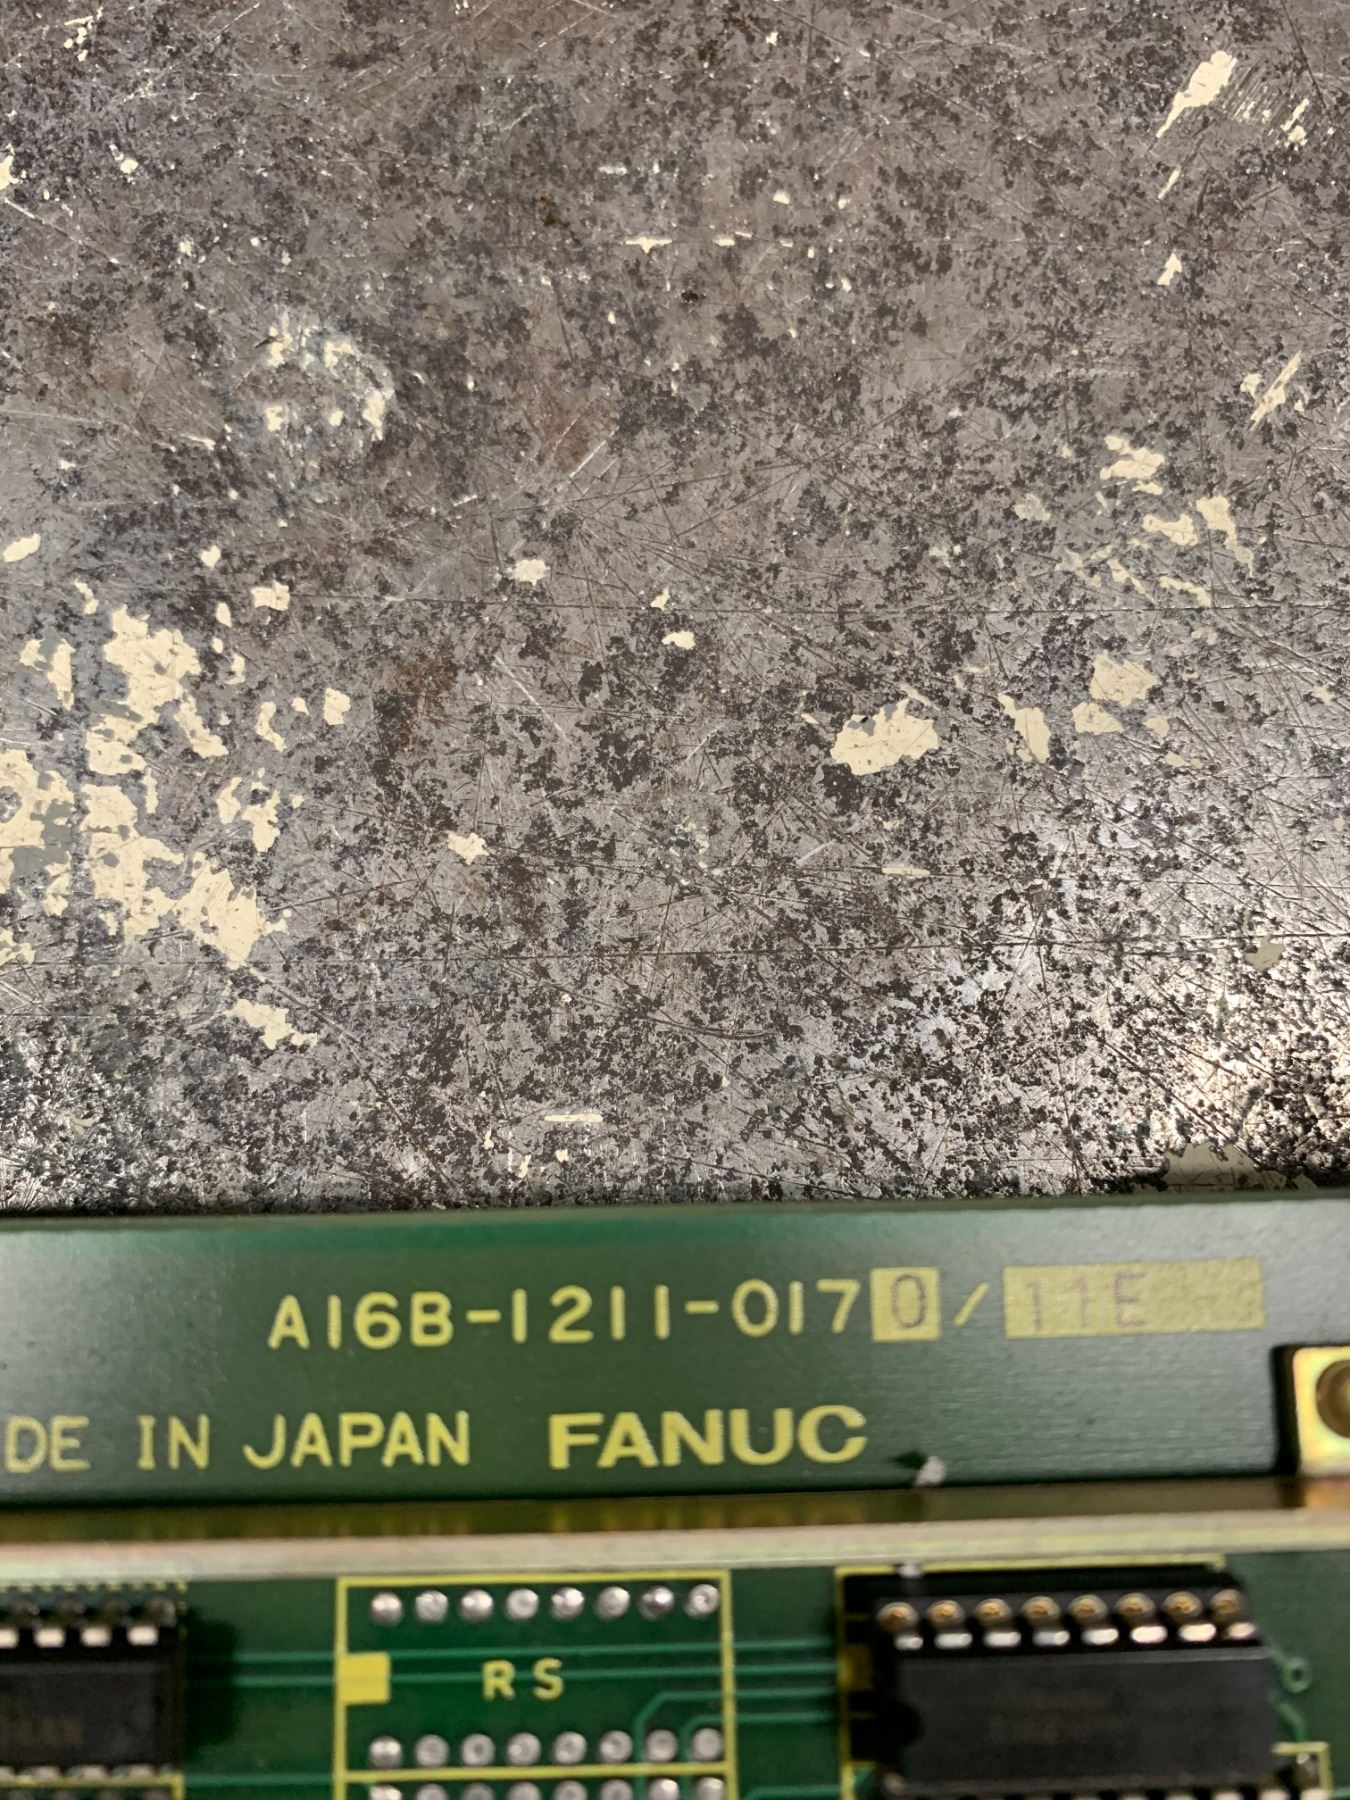 A16B-1211-0170/11E
DE IN JAPAN FANUC
RS